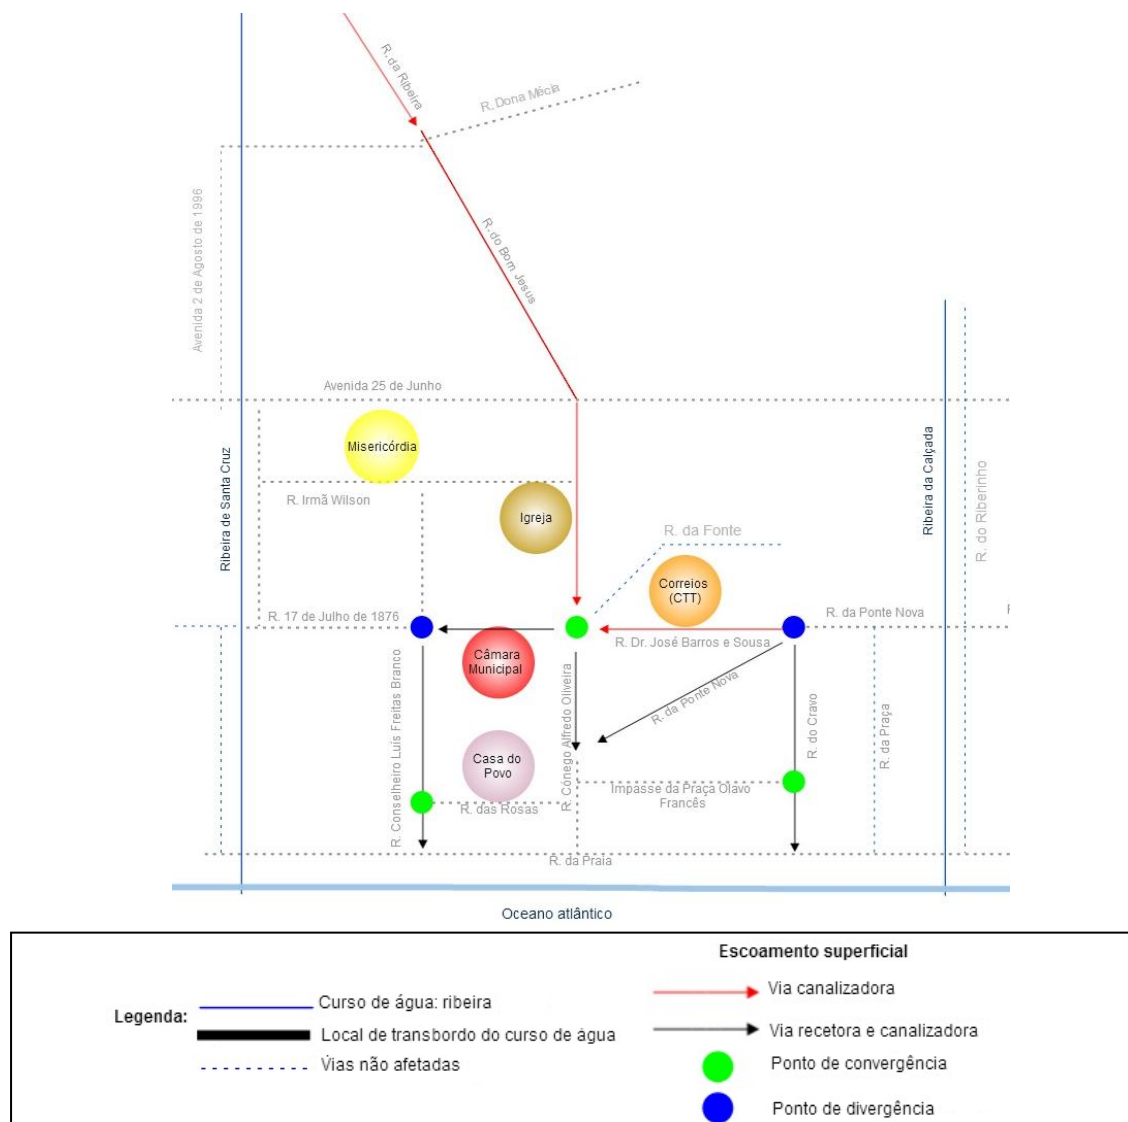 R. da Ribeira
R. Dona Mécia
Avenida 2 de Agosto de 1996
R. do Bom Jesus
Avenida 25 de Junho
Misericórdia
Ribeira de Santa Cruz
R. Irmã Wilson
Igreja
Ribeira da Calçada
R. do Riberinho
R. da Fonte
Correios
(CTT)
R. 17 de Julho de 1876
R. da Ponte Nova
R. Dr. José Barros e Sousa
Câmara
Municipal
R. Conselheiro Luís Freitas Branco
R. Cónego Alfredo Oliveira
R. da Ponte Nova
R. do Cravo
R. da Praça
Casa do
Povo
R. das Rosas
Impasse da Praça Olavo
Francês
R. da Praia
Oceano atlântico
Escoamento superficial
Legenda:
Curso de água: ribeira
Local de transbordo do curso de água
Vias não afetadas
Via canalizadora
Via recetora e canalizadora
Ponto de convergência
Ponto de divergência